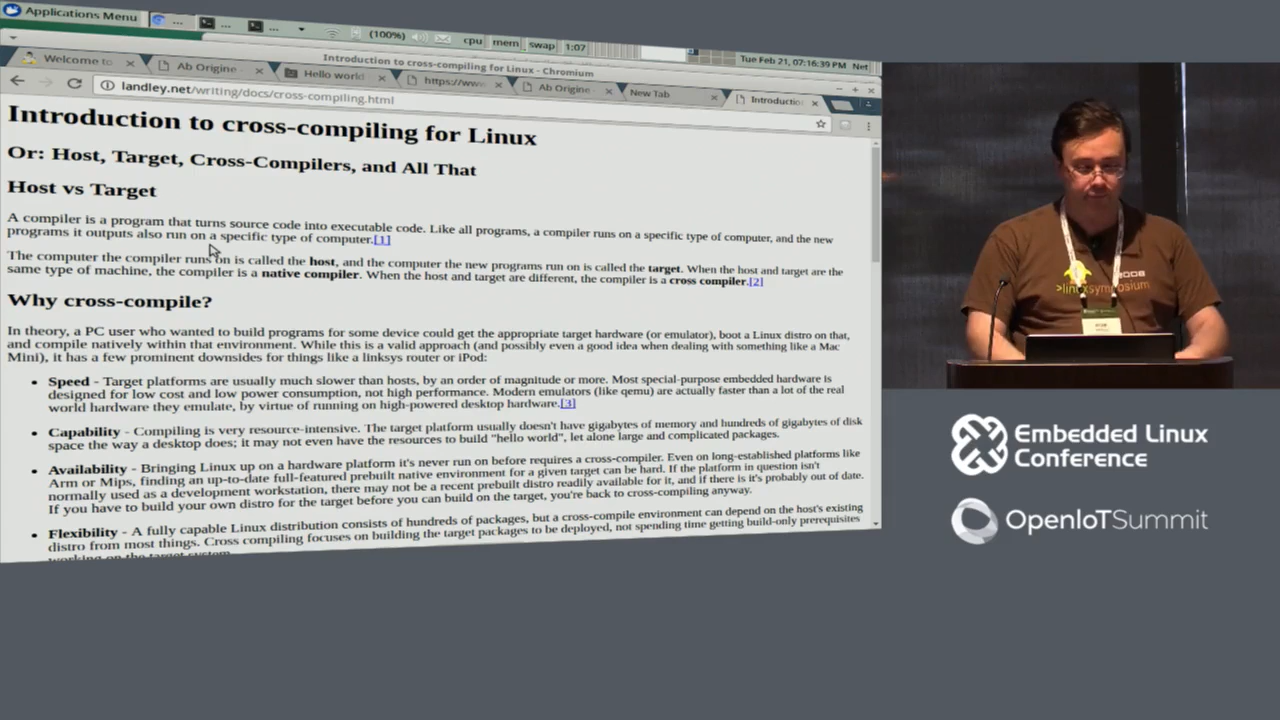 Applications Menu
... ... ... (100%) cpu mem swap 1:07 Tue Feb 21, 07:16:39 PM Net
Introduction to cross-compiling for Linux - Chromium
Welcome to Ab Origine - Hello world https://www Ab Origine - New Tab Introductio
landley.net/writing/docs/cross-compiling.html
Introduction to cross-compiling for Linux
Or: Host, Target, Cross-Compilers, and All That
Host vs Target
A compiler is a program that turns source code into executable code. Like all programs, a compiler runs on a specific type of computer, and the new
programs it outputs also run on a specific type of computer.[1]
The computer the compiler runs on is called the host, and the computer the new programs run on is called the target. When the host and target are the
same type of machine, the compiler is a native compiler. When the host and target are different, the compiler is a cross compiler.[2]
Why cross-compile?
In theory, a PC user who wanted to build programs for some device could get the appropriate target hardware (or emulator), boot a Linux distro on that,
and compile natively within that environment. While this is a valid approach (and possibly even a good idea when dealing with something like a Mac
Mini), it has a few prominent downsides for things like a linksys router or iPod:
• Speed - Target platforms are usually much slower than hosts, by an order of magnitude or more. Most special-purpose embedded hardware is
designed for low cost and low power consumption, not high performance. Modern emulators (like qemu) are actually faster than a lot of the real
world hardware they emulate, by virtue of running on high-powered desktop hardware.[3]
• Capability - Compiling is very resource-intensive. The target platform usually doesn't have gigabytes of memory and hundreds of gigabytes of disk
space the way a desktop does; it may not even have the resources to build "hello world", let alone large and complicated packages.
• Availability - Bringing Linux up on a hardware platform it's never run on before requires a cross-compiler. Even on long-established platforms like
Arm or Mips, finding an up-to-date full-featured prebuilt native environment for a given target can be hard. If the platform in question isn't
normally used as a development workstation, there may not be a recent prebuilt distro readily available for it, and if there is it's probably out of date.
If you have to build your own distro for the target before you can build on the target, you're back to cross-compiling anyway.
• Flexibility - A fully capable Linux distribution consists of hundreds of packages, but a cross-compile environment can depend on the host's existing
distro from most things. Cross compiling focuses on building the target packages to be deployed, not spending time getting build-only prerequisites
working on the target system.
2008
>linuxsymposium
Embedded Linux
Conference
OpenIoTSummit